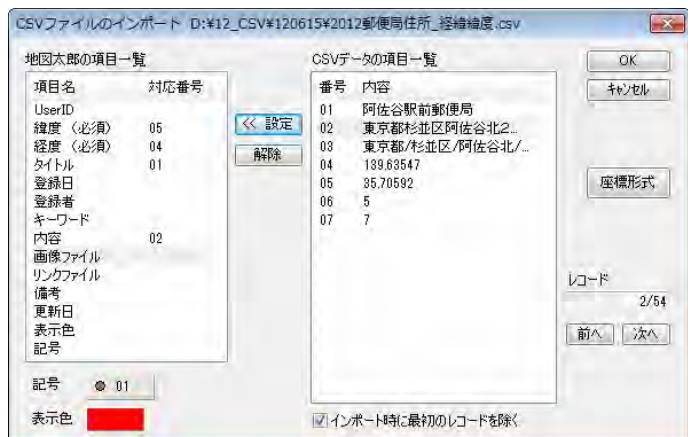 CSVファイルのインポート D:¥12_CSV¥120615¥2012郵便局住所_経緯緯度.csv
地図太郎の項目一覧
項目名 対応番号
UserID
緯度（必須） 05
経度（必須） 04
タイトル 01
登録日
登録者
キーワード
内容 02
画像ファイル
リンクファイル
備考
更新日
表示色
記号
記号 01
表示色
<< 設定
解除
CSVデータの項目一覧
番号 内容
01 阿佐谷駅前郵便局
02 東京都杉並区阿佐谷北2...
03 東京都/杉並区/阿佐谷北/...
04 139.63547
05 35.70592
06 5
07 7
インポート時に最初のレコードを除く
OK
キャンセル
座標形式
レコード
2/54
前へ 次へ